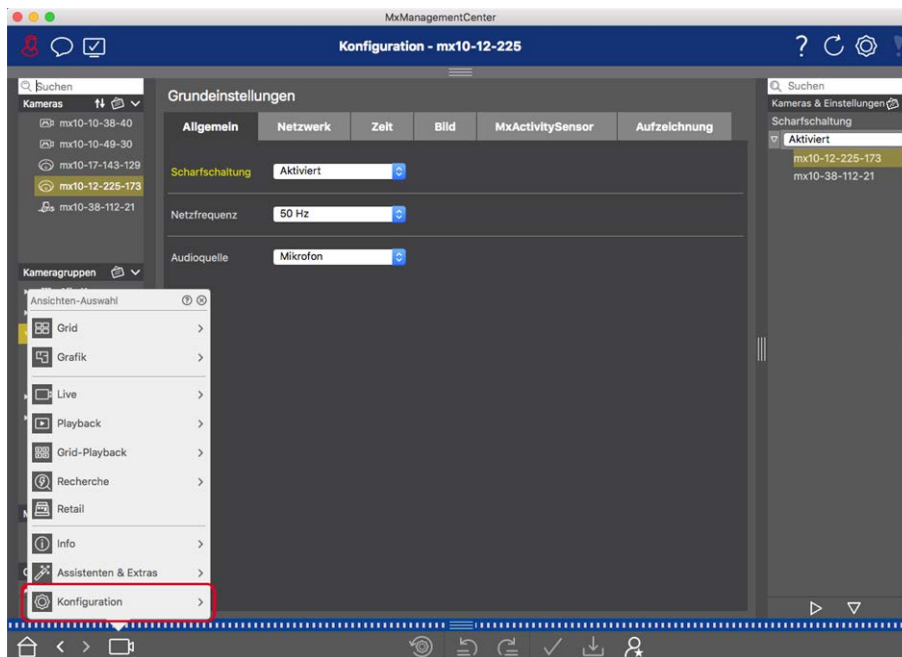 MxManagementCenter
Konfiguration - mx10-12-225
?
Suchen
Kameras
mx10-10-38-40
mx10-10-49-30
mx10-17-143-129
mx10-12-225-173
mx10-38-112-21
Kameragruppen
Ansichten-Auswahl
Grid
Grafik
Live
Playback
Grid-Playback
Recherche
Retail
Info
Assistenten & Extras
Konfiguration
Grundeinstellungen
Allgemein Netzwerk Zeit Bild MxActivitySensor Aufzeichnung
Scharfschaltung Aktiviert
Netzfrequenz 50 Hz
Audioquelle Mikrofon
Suchen
Kameras & Einstellungen
Scharfschaltung
Aktiviert
mx10-12-225-173
mx10-38-112-21